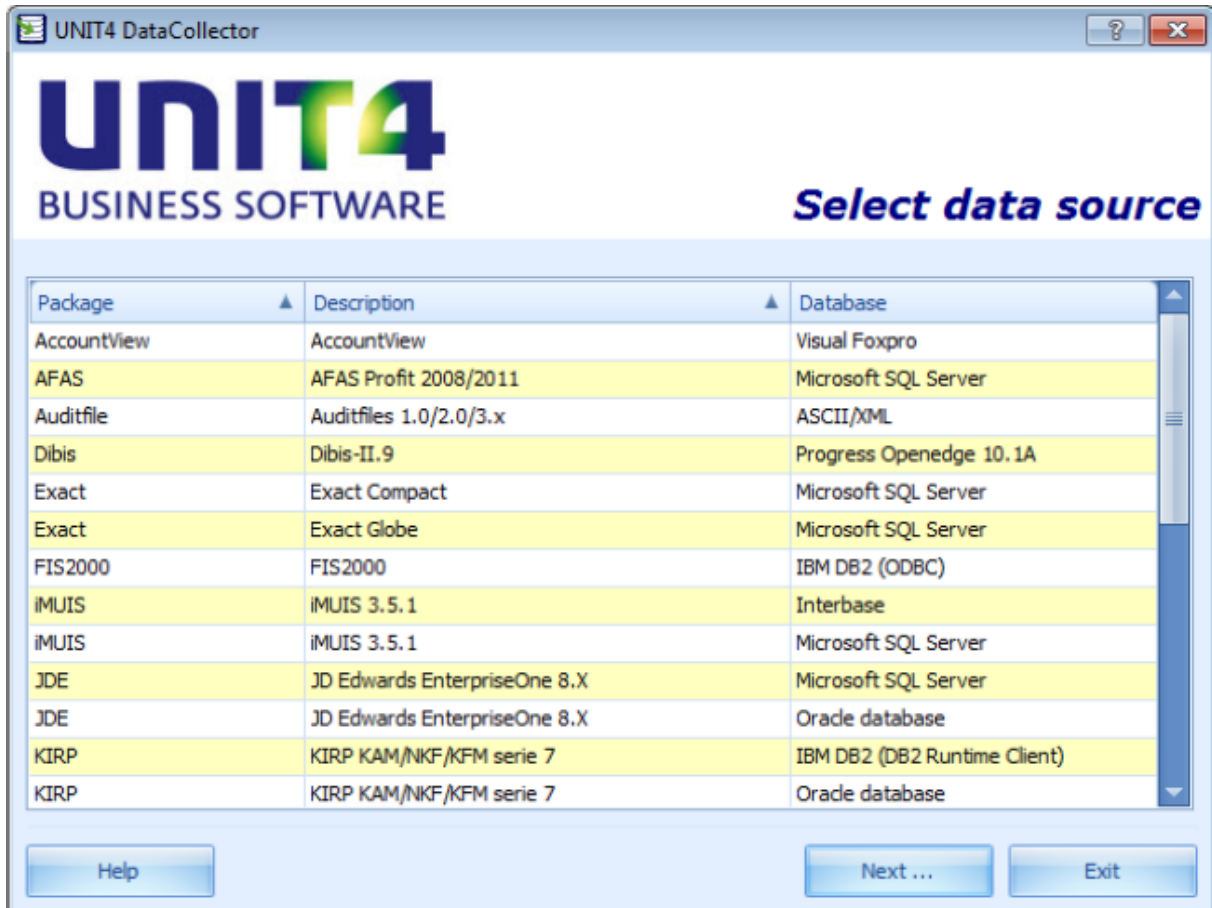 UNIT4 DataCollector
UNIT4
BUSINESS SOFTWARE
Select data source
Package Description Database
AccountView AccountView Visual Foxpro
AFAS AFAS Profit 2008/2011 Microsoft SQL Server
Auditfile Auditfiles 1.0/2.0/3.x ASCII/XML
Dibis Dibis-II.9 Progress Openedge 10.1A
Exact Exact Compact Microsoft SQL Server
Exact Exact Globe Microsoft SQL Server
FIS2000 FIS2000 IBM DB2 (ODBC)
iMUIS iMUIS 3.5.1 Interbase
iMUIS iMUIS 3.5.1 Microsoft SQL Server
JDE JD Edwards EnterpriseOne 8.X Microsoft SQL Server
JDE JD Edwards EnterpriseOne 8.X Oracle database
KIRP KIRP KAM/NKF/KFM serie 7 IBM DB2 (DB2 Runtime Client)
KIRP KIRP KAM/NKF/KFM serie 7 Oracle database
Help Next ... Exit